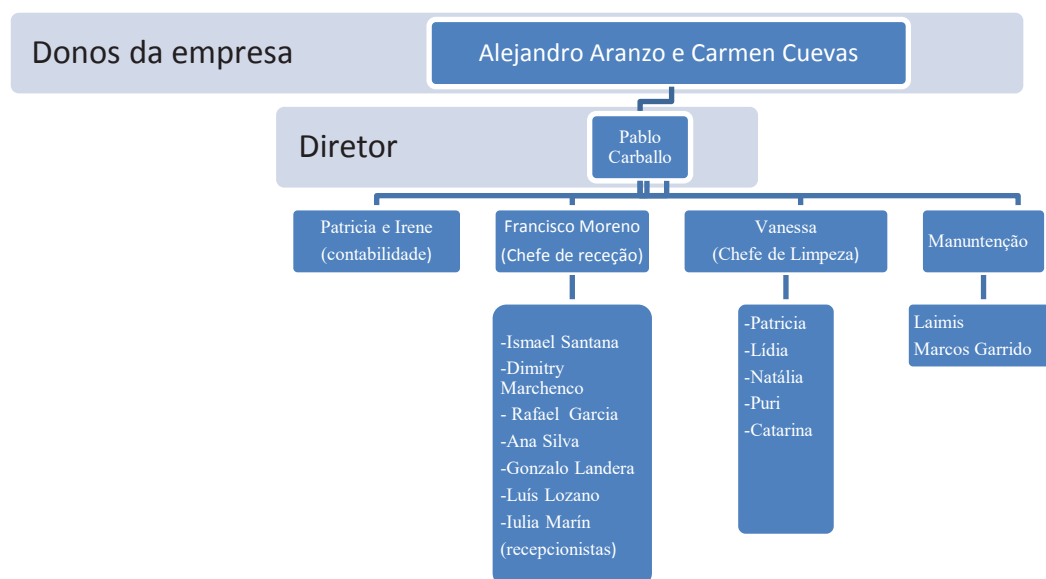 Donos da empresa
Alejandro Aranzo e Carmen Cuevas
Diretor
Pablo
Carballo
Patricia e Irene
(contabilidade)
Francisco Moreno
(Chefe de receção)
Vanessa
(Chefe de Limpeza)
Manuntenção
-Ismael Santana
-Dimitry
Marchenco
- Rafael Garcia
-Ana Silva
-Gonzalo Landera
-Luís Lozano
-Iulia Marín
(recepcionistas)
-Patricia
-Lídia
-Natália
-Puri
-Catarina
Laimis
Marcos Garrido